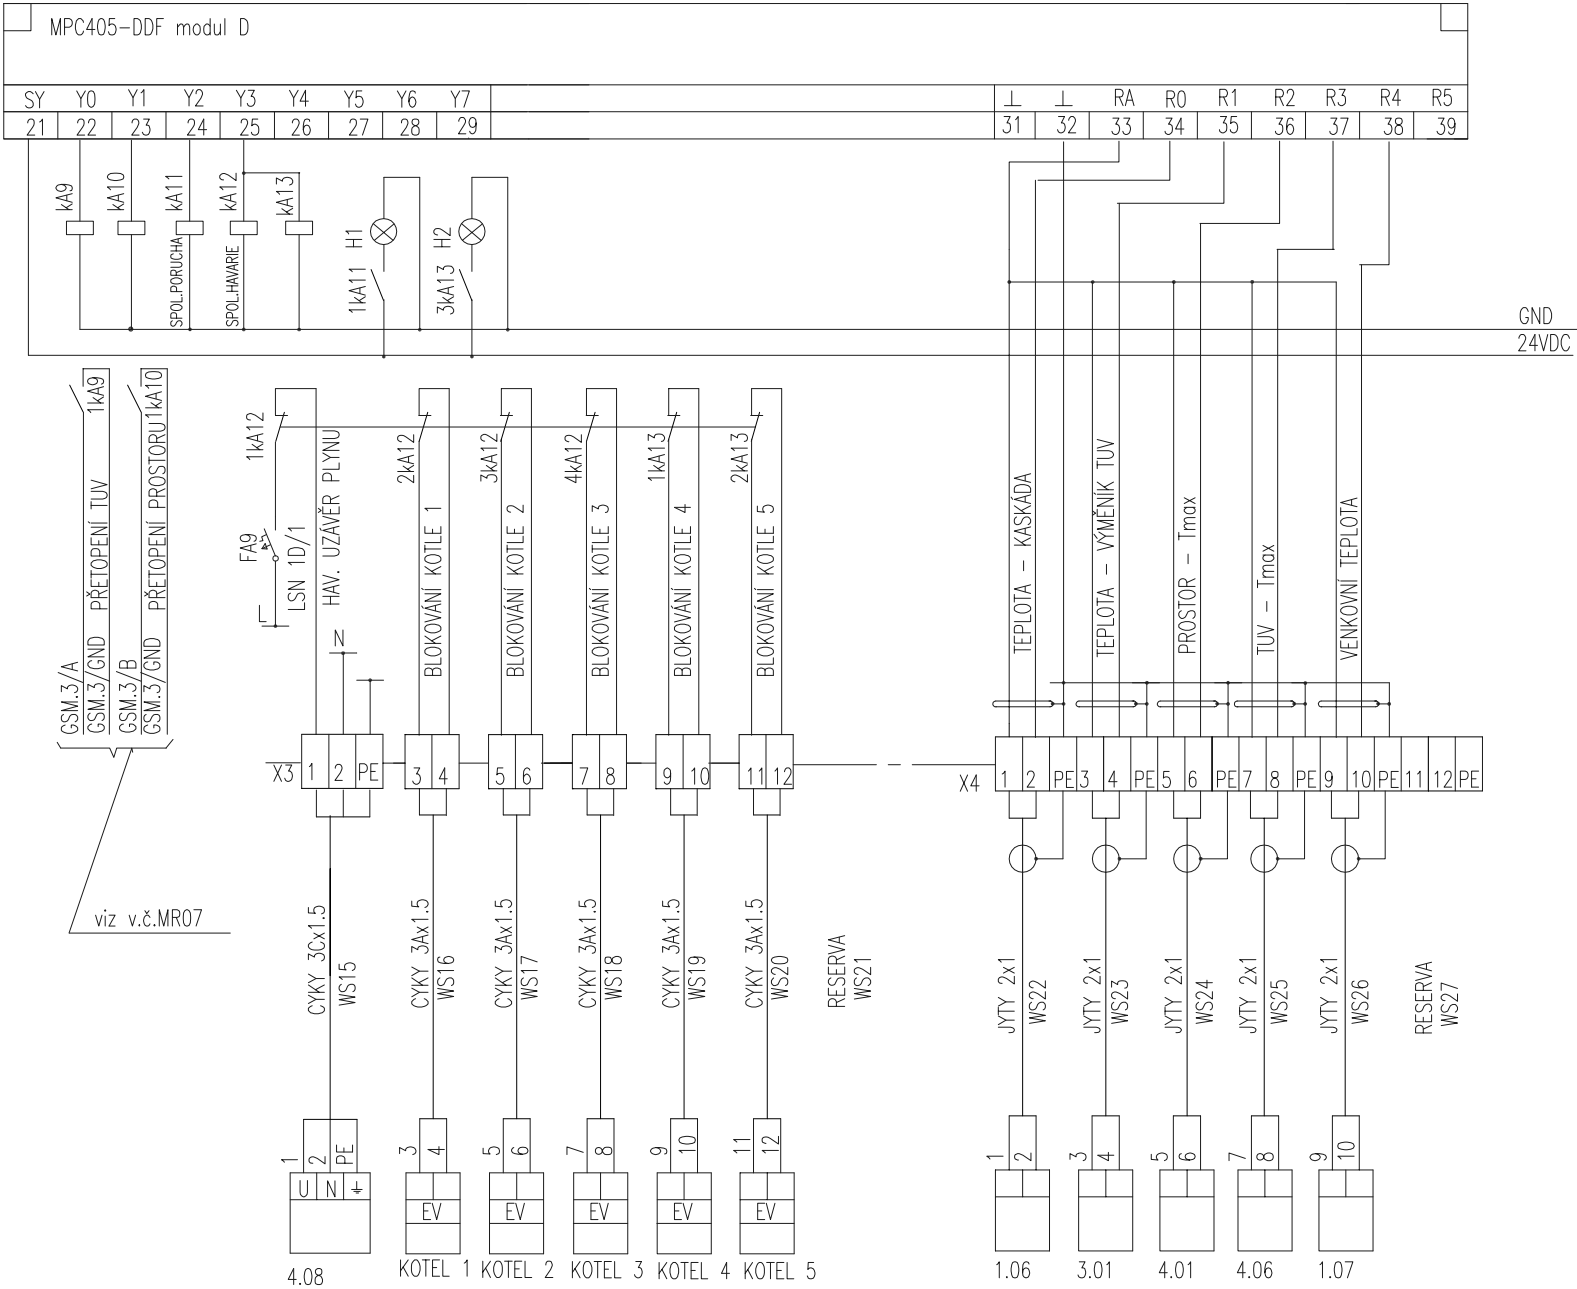 MPC405-DDF modul D
SY Y0 Y1 Y2 Y3 Y4 Y5 Y6 Y7 ⊥ ⊥ RA R0 R1 R2 R3 R4 R5
21 22 23 24 25 26 27 28 29 31 32 33 34 35 36 37 38 39
kA9
kA10
kA11
kA12
kA13
SPOL.PORUCHA
SPOL.HAVARIE
H1
1kA11
H2
3kA13
GND
24VDC
1kA9
1kA10
PŘETOPENÍ TUV
PŘETOPENÍ PROSTORU
GSM.3/A
GSM.3/GND
GSM.3/B
GSM.3/GND
viz v.č.MR07
1kA12
FA9
LSN 1D/1
L
HAV. UZÁVĚR PLYNU
N
2kA12
BLOKOVÁNÍ KOTLE 1
3kA12
BLOKOVÁNÍ KOTLE 2
4kA12
BLOKOVÁNÍ KOTLE 3
1kA13
BLOKOVÁNÍ KOTLE 4
2kA13
BLOKOVÁNÍ KOTLE 5
TEPLOTA - KASKÁDA
TEPLOTA - VÝMĚNÍK TUV
PROSTOR - Tmax
TUV - Tmax
VENKOVNÍ TEPLOTA
X3 1 2 PE 3 4 5 6 7 8 9 10 11 12
X4 1 2 PE 3 4 PE 5 6 PE 7 8 PE 9 10 PE 11 12 PE
CYKY 3Cx1.5
WS15
CYKY 3Ax1.5
WS16
CYKY 3Ax1.5
WS17
CYKY 3Ax1.5
WS18
CYKY 3Ax1.5
WS19
CYKY 3Ax1.5
WS20
RESERVA
WS21
JYTY 2x1
WS22
JYTY 2x1
WS23
JYTY 2x1
WS24
JYTY 2x1
WS25
JYTY 2x1
WS26
RESERVA
WS27
1 2 PE 3 4 5 6 7 8 9 10 11 12 1 2 3 4 5 6 7 8 9 10
U N ⏚
EV EV EV EV EV
4.08 KOTEL 1 KOTEL 2 KOTEL 3 KOTEL 4 KOTEL 5 1.06 3.01 4.01 4.06 1.07